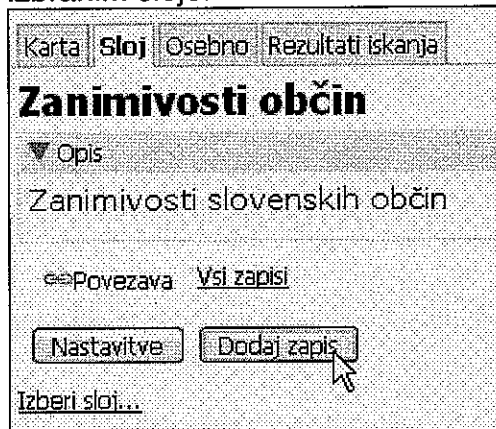 Karta Sloj Osebno Rezultati iskanja
Zanimivosti občin
Opis
Zanimivosti slovenskih občin
Povezava Vsi zapisi
Nastavitve Dodaj zapis
Izberi sloj...